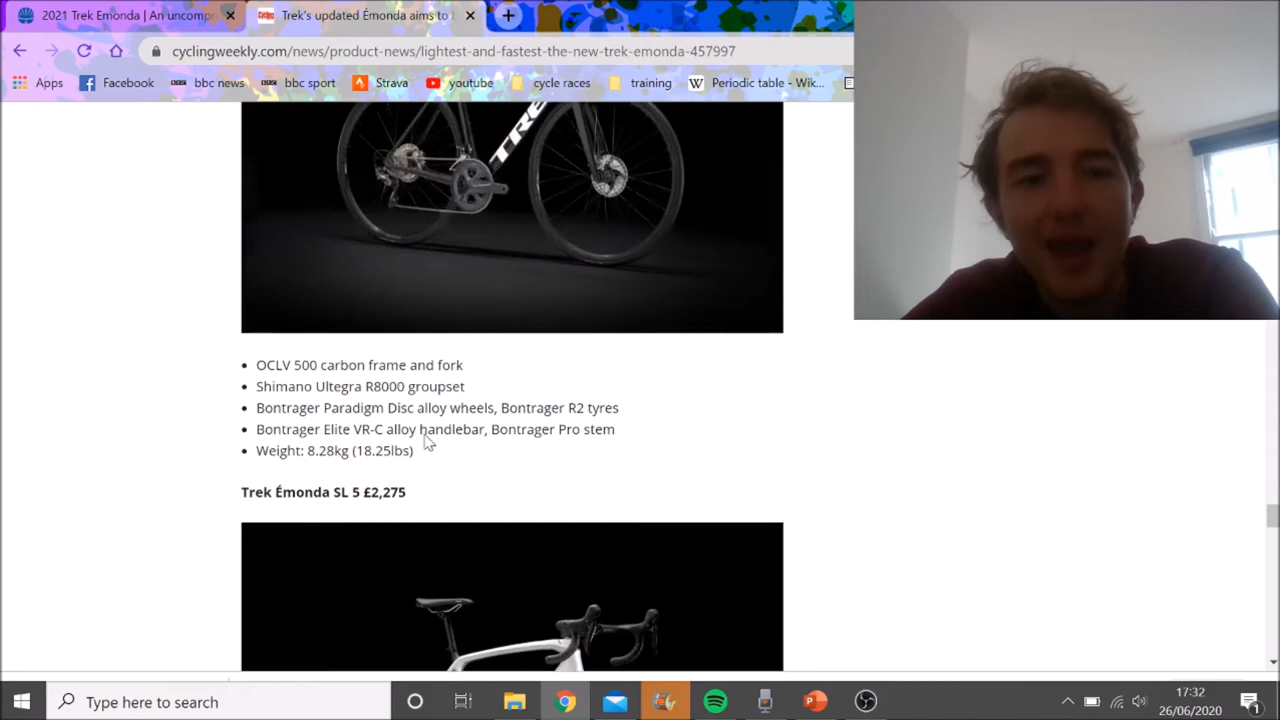 2021 Trek Emonda | An uncomp
Trek's updated Émonda aims to b
cyclingweekly.com/news/product-news/lightest-and-fastest-the-new-trek-emonda-457997
Apps Facebook bbc news bbc sport Strava youtube cycle races training Periodic table - Wik...
TREK
OCLV 500 carbon frame and fork
Shimano Ultegra R8000 groupset
Bontrager Paradigm Disc alloy wheels, Bontrager R2 tyres
Bontrager Elite VR-C alloy handlebar, Bontrager Pro stem
Weight: 8.28kg (18.25lbs)
Trek Émonda SL 5 £2,275
Type here to search
17:32
26/06/2020
1